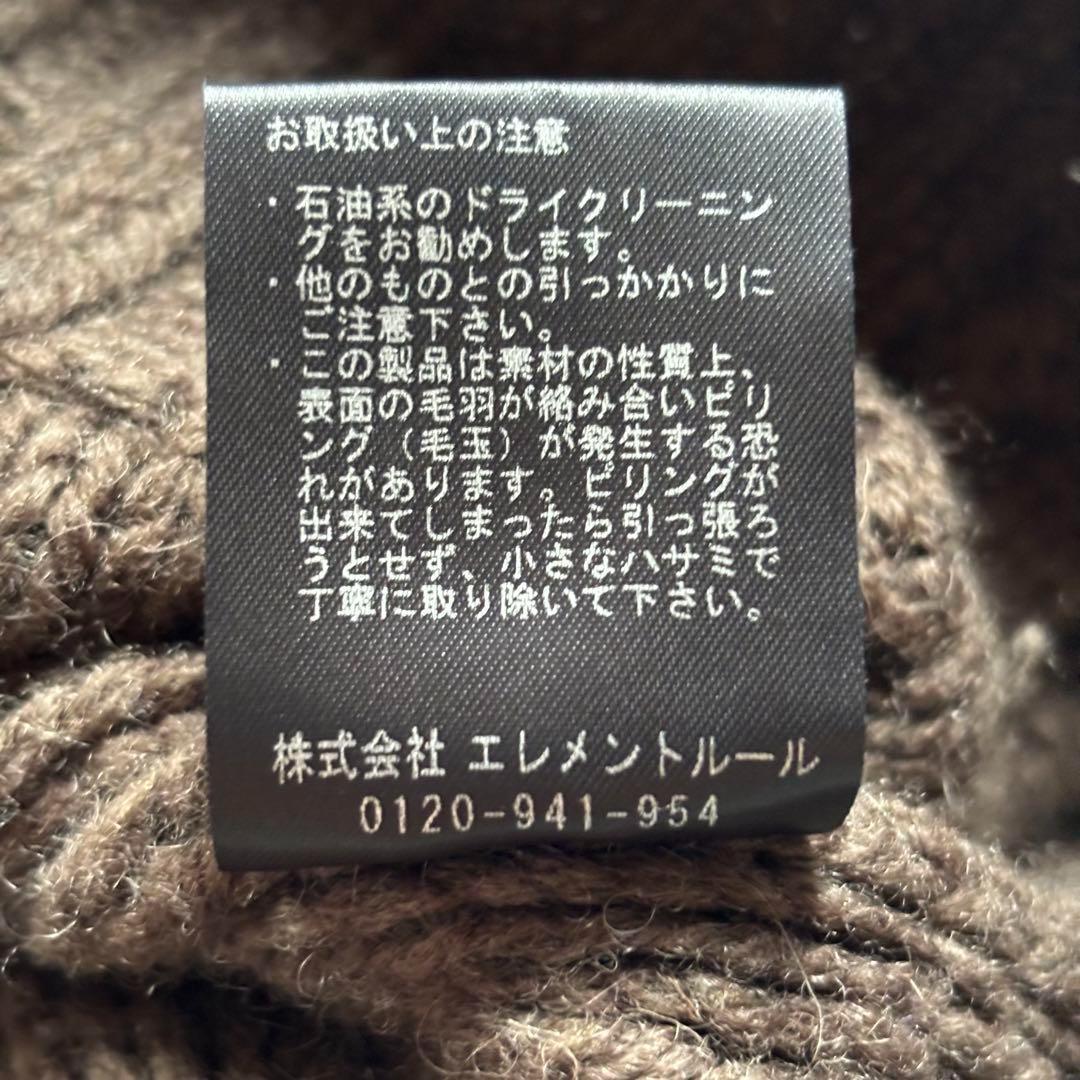 お取扱い上の注意
・石油系のドライクリーニン
グをお勧めします。
・他のものとの引っかかりに
ご注意下さい。
・この製品は素材の性質上、
表面の毛羽が絡み合いピリ
ング（毛玉）が発生する恐
れがあります。ピリングが
出来てしまったら引っ張ろ
うとせず、小さなハサミで
丁寧に取り除いて下さい。
株式会社 エレメントルール
0120-941-954